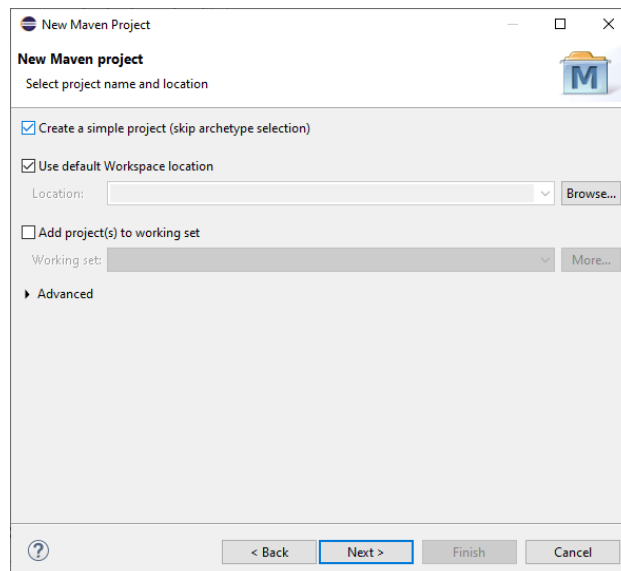 New Maven Project
New Maven project
Select project name and location
M
Create a simple project (skip archetype selection)
Use default Workspace location
Location:
Browse...
Add project(s) to working set
Working set:
More...
Advanced
?
< Back
Next >
Finish
Cancel